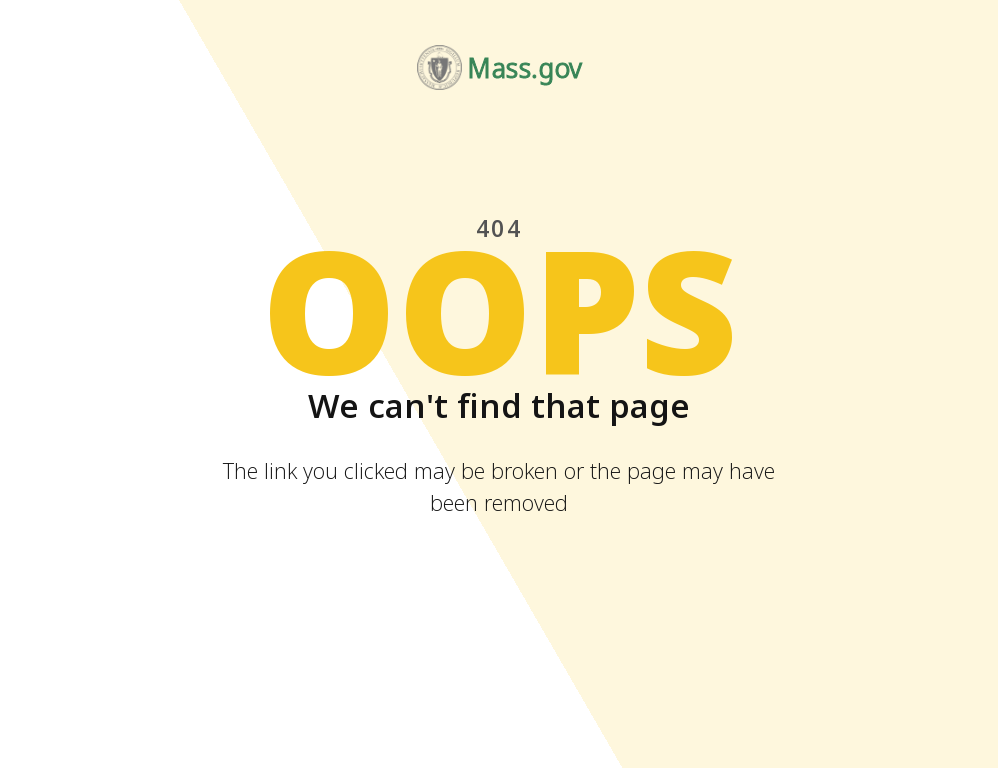 Mass.gov
404
OOPS
We can't find that page
The link you clicked may be broken or the page may have
been removed